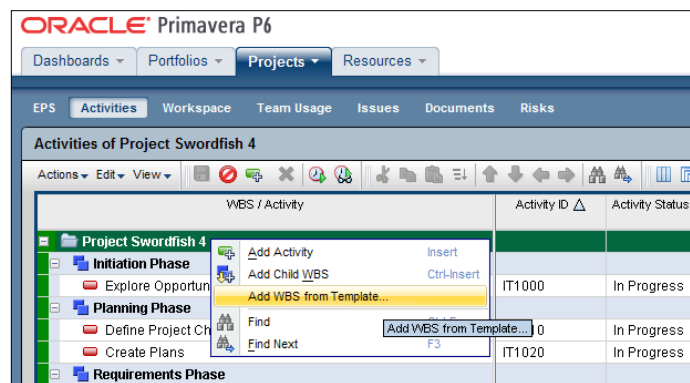 ORACLE® Primavera P6
Dashboards Portfolios Projects Resources
EPS Activities Workspace Team Usage Issues Documents Risks
Activities of Project Swordfish 4
Actions Edit View
WBS / Activity Activity ID Activity Status
Project Swordfish 4
Add Activity Insert
Initiation Phase
Add Child WBS Ctrl-Insert
Explore Opportun
Add WBS from Template...
IT1000 In Progress
Planning Phase
Find
Define Project Ch
Add WBS from Template...
0 In Progress
Find Next F3
Create Plans IT1020 In Progress
Requirements Phase